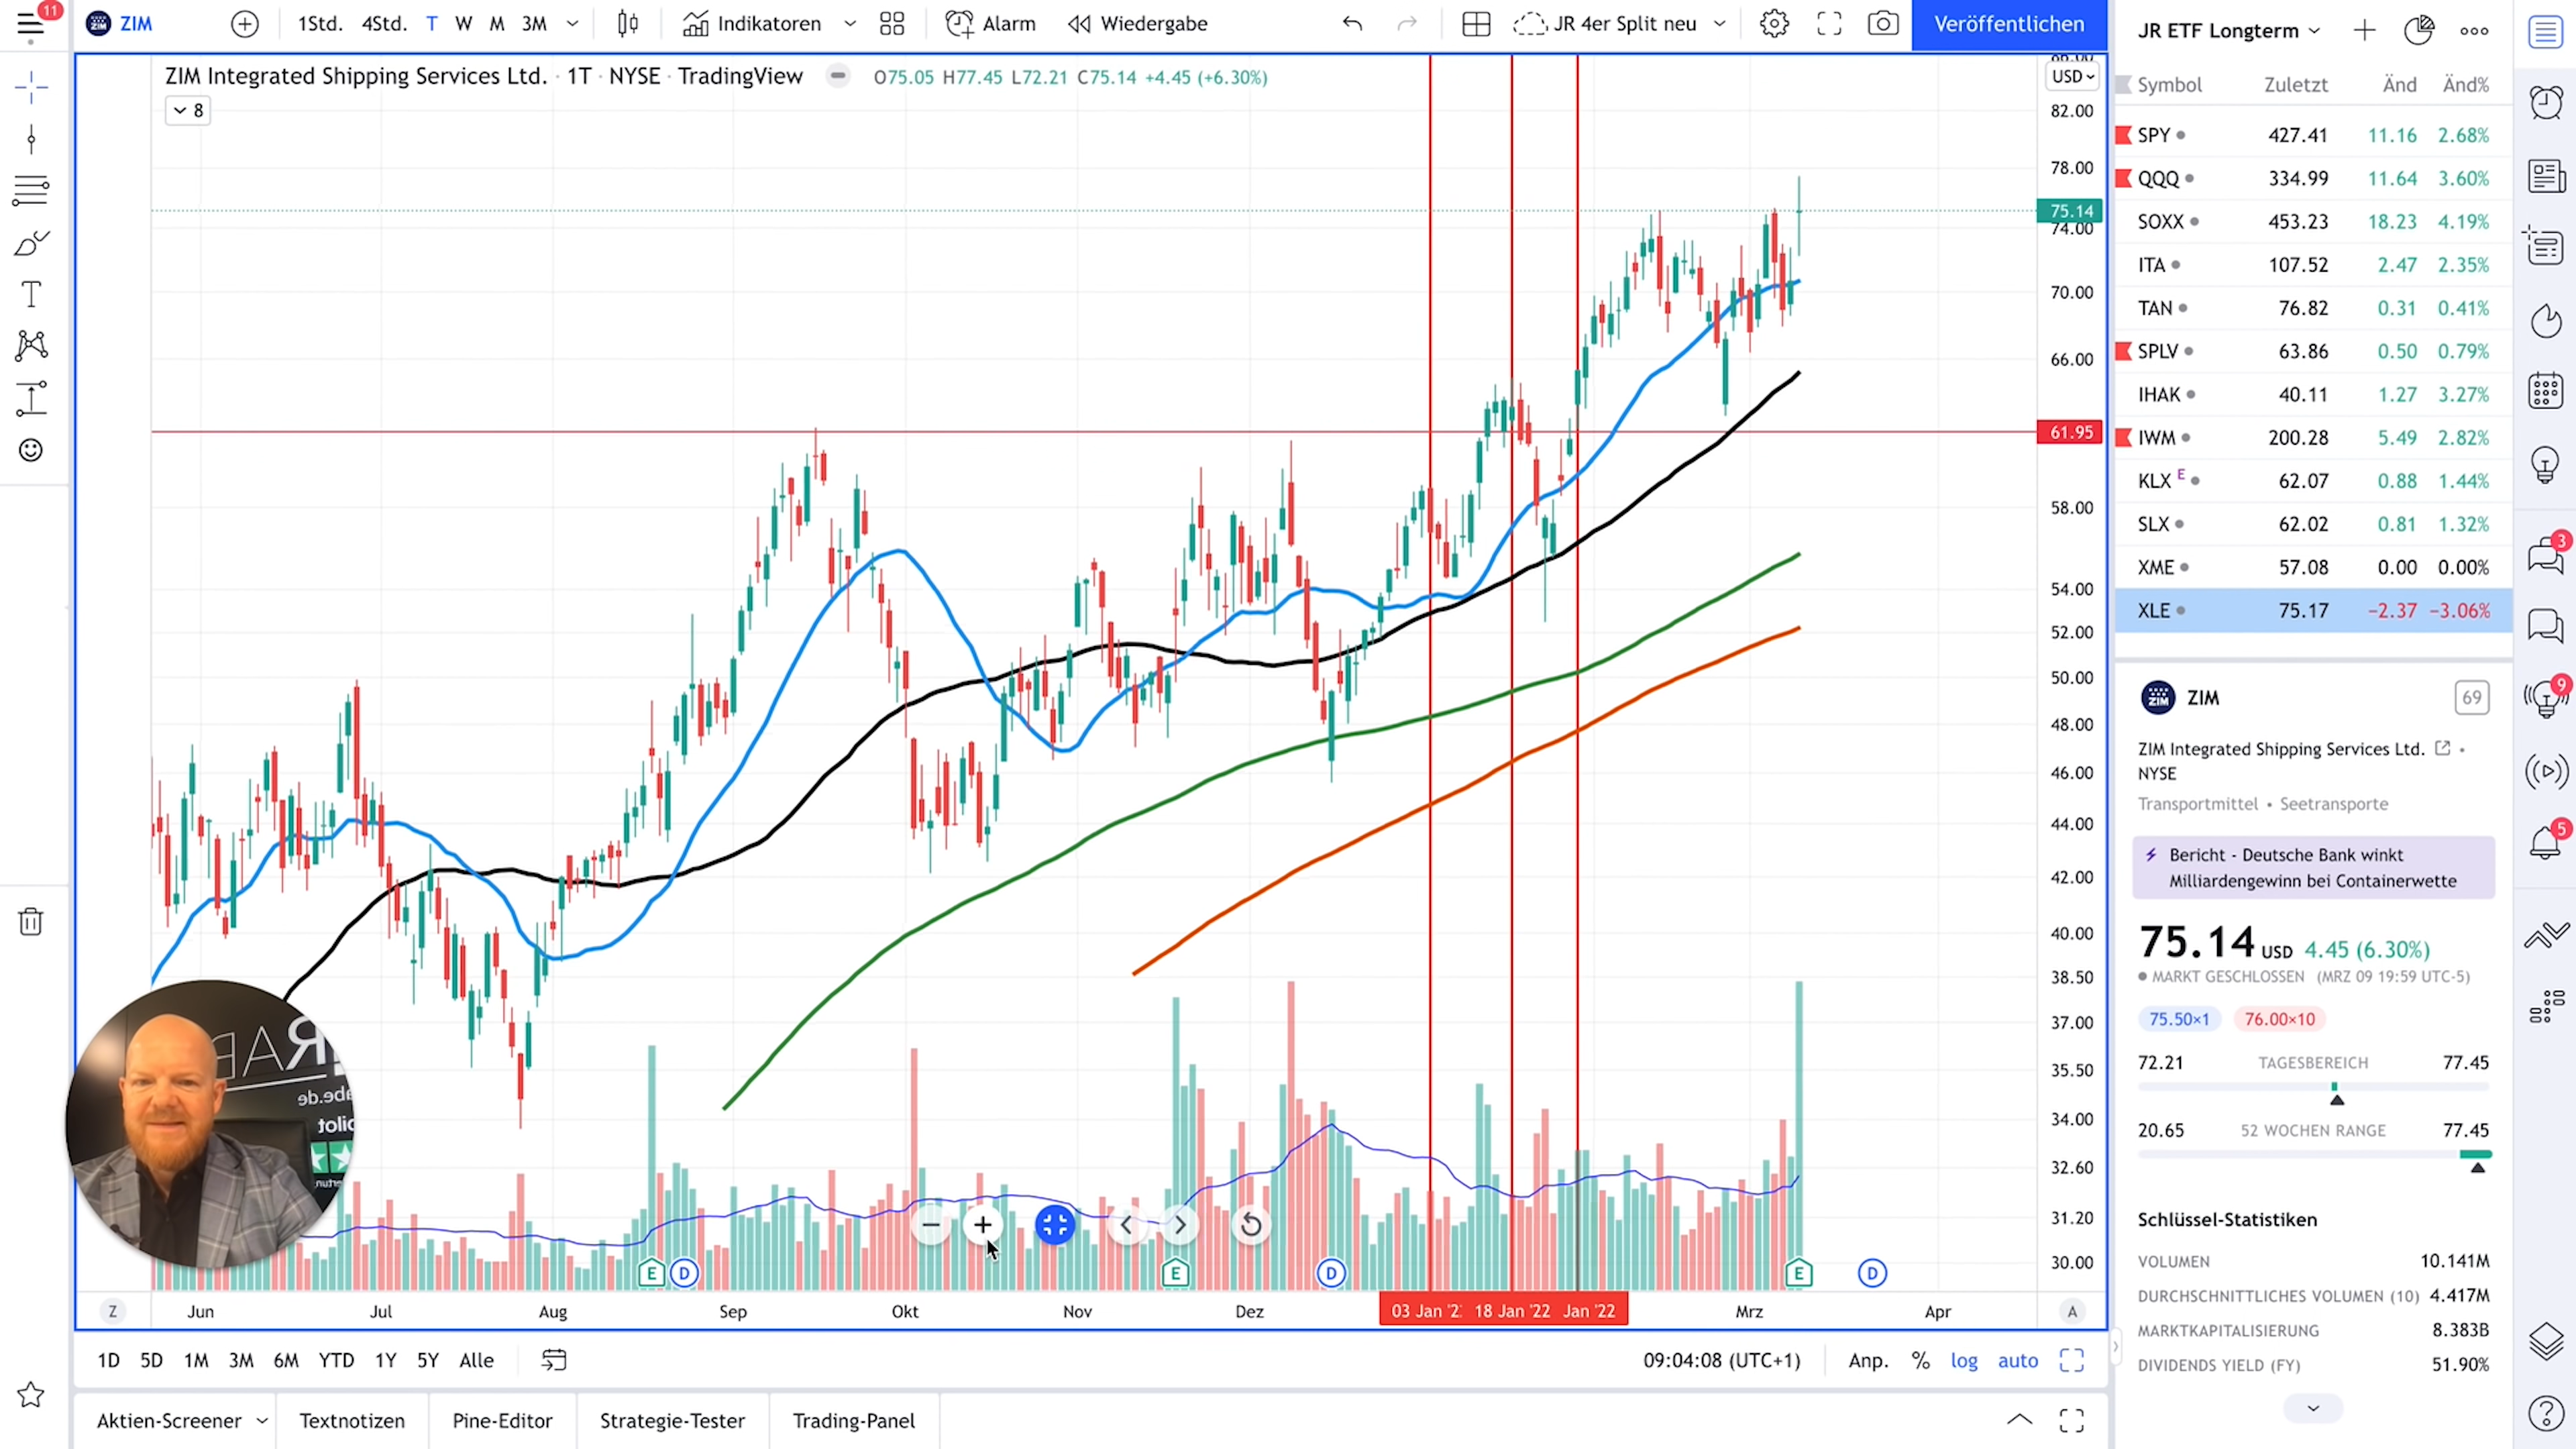 11
ZIM
1Std. 4Std. T W M 3M
Indikatoren
Alarm
Wiedergabe
JR 4er Split neu
Veröffentlichen
JR ETF Longterm
ZIM Integrated Shipping Services Ltd. · 1T · NYSE · TradingView
O75.05 H77.45 L72.21 C75.14 +4.45 (+6.30%)
8
USD
82.00
78.00
75.14
74.00
70.00
66.00
61.95
58.00
54.00
52.00
50.00
48.00
46.00
44.00
42.00
40.00
38.50
37.00
35.50
34.00
32.60
31.20
30.00
Symbol Zuletzt Änd Änd%
SPY 427.41 11.16 2.68%
QQQ 334.99 11.64 3.60%
SOXX 453.23 18.23 4.19%
ITA 107.52 2.47 2.35%
TAN 76.82 0.31 0.41%
SPLV 63.86 0.50 0.79%
IHAK 40.11 1.27 3.27%
IWM 200.28 5.49 2.82%
KLX E 62.07 0.88 1.44%
SLX 62.02 0.81 1.32%
XME 57.08 0.00 0.00%
XLE 75.17 −2.37 −3.06%
3
9
5
ZIM
ZIM
69
ZIM Integrated Shipping Services Ltd.
NYSE
Transportmittel • Seetransporte
Bericht - Deutsche Bank winkt
Milliardengewinn bei Containerwette
75.14 USD 4.45 (6.30%)
MARKT GESCHLOSSEN (MRZ 09 19:59 UTC-5)
75.50×1 76.00×10
72.21 TAGESBEREICH 77.45
20.65 52 WOCHEN RANGE 77.45
Schlüssel-Statistiken
VOLUMEN 10.141M
DURCHSCHNITTLICHES VOLUMEN (10) 4.417M
MARKTKAPITALISIERUNG 8.383B
DIVIDENDS YIELD (FY) 51.90%
E D E D E D
Z Jun Jul Aug Sep Okt Nov Dez 03 Jan '2 18 Jan '22 Jan '22 Mrz Apr A
1D 5D 1M 3M 6M YTD 1Y 5Y Alle
09:04:08 (UTC+1)
Anp. % log auto
Aktien-Screener Textnotizen Pine-Editor Strategie-Tester Trading-Panel